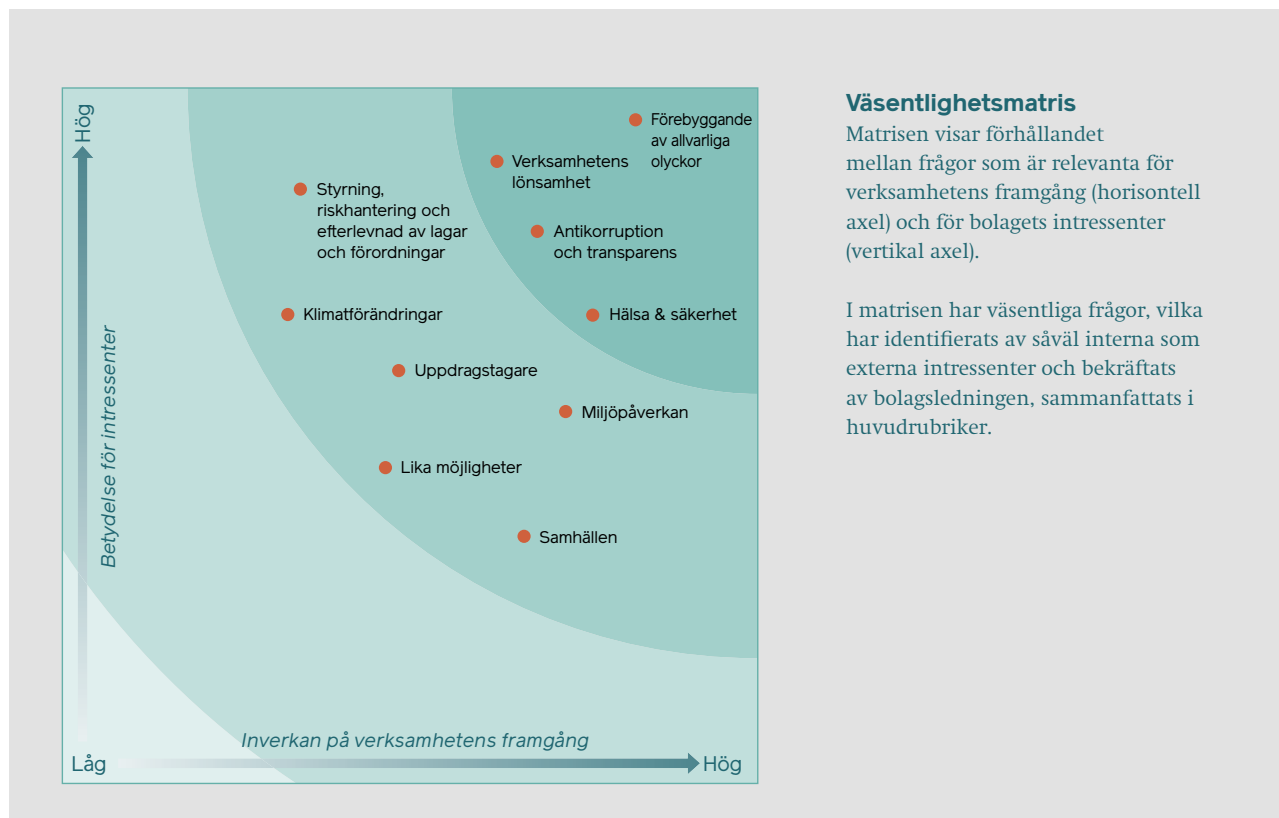 Hög
Förebyggande
av allvarliga
olyckor
Verksamhetens
lönsamhet
Styrning,
riskhantering och
efterlevnad av lagar
och förordningar
Antikorruption
och transparens
Klimatförändringar
Hälsa & säkerhet
Uppdragstagare
Miljöpåverkan
Lika möjligheter
Samhällen
Betydelse för intressenter
Inverkan på verksamhetens framgång
Låg
Hög
Väsentlighetsmatris
Matrisen visar förhållandet
mellan frågor som är relevanta för
verksamhetens framgång (horisontell
axel) och för bolagets intressenter
(vertikal axel).
I matrisen har väsentliga frågor, vilka
har identifierats av såväl interna som
externa intressenter och bekräftats
av bolagsledningen, sammanfattats i
huvudrubriker.